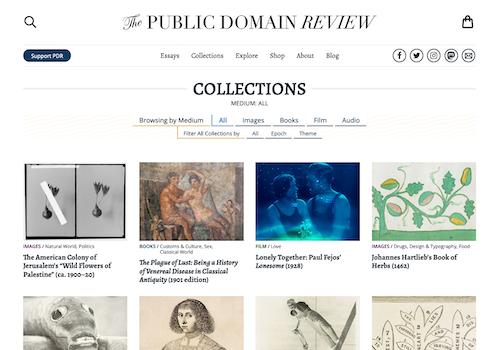 The PUBLIC DOMAIN REVIEW
Support PDR
Essays Collections Explore Shop About Blog
COLLECTIONS
MEDIUM: ALL
Browsing by Medium All Images Books Film Audio
Filter All Collections by All Epoch Theme
IMAGES / Natural World, Politics
The American Colony of
Jerusalem's "Wild Flowers of
Palestine" (ca. 1900–20)
BOOKS / Customs & Culture, Sex,
Classical World
The Plague of Lust: Being a
History of Venereal Disease in Classical
Antiquity (1901 edition)
FILM / Love
Lonely Together: Paul Fejos'
Lonesome (1928)
IMAGES / Drugs, Design & Typography, Food
Johannes Hartlieb's Book of
Herbs (1462)